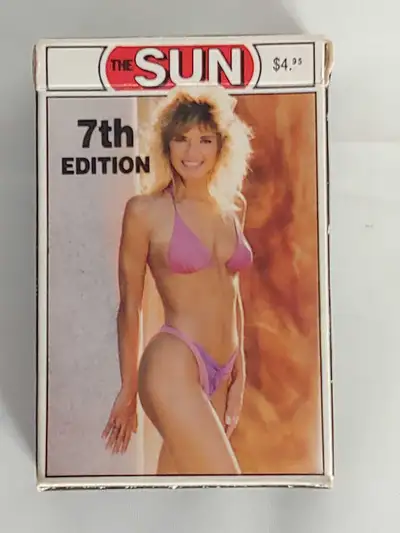 THE SUN
$4.95
7th
EDITION